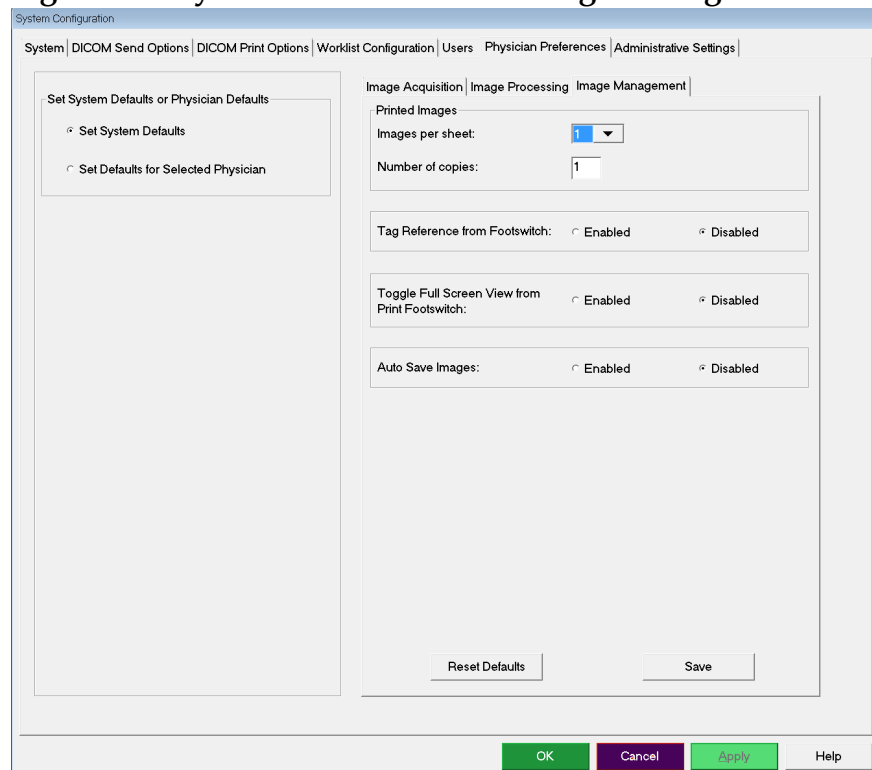 System Configuration
System DICOM Send Options DICOM Print Options Worklist Configuration Users Physician Preferences Administrative Settings
Set System Defaults or Physician Defaults
Set System Defaults
Set Defaults for Selected Physician
Image Acquisition Image Processing Image Management
Printed Images
Images per sheet: 1
Number of copies: 1
Tag Reference from Footswitch: Enabled Disabled
Toggle Full Screen View from
Print Footswitch: Enabled Disabled
Auto Save Images: Enabled Disabled
Reset Defaults Save
OK Cancel Apply Help